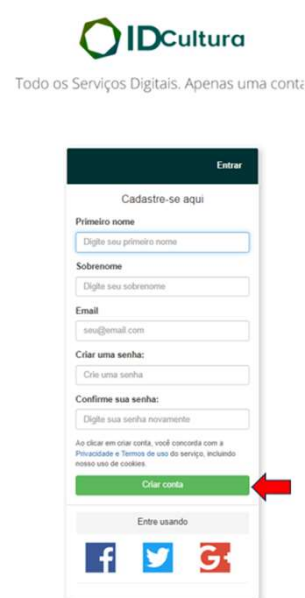 IDCultura
Todo os Serviços Digitais. Apenas uma conta
Entrar
Cadastre-se aqui
Primeiro nome
Digite seu primeiro nome
Sobrenome
Digite seu sobrenome
Email
seu@email.com
Criar uma senha:
Crie uma senha
Confirme sua senha:
Digite sua senha novamente
Ao clicar em criar conta, você concorda com a
Privacidade e Termos de uso do serviço, incluindo
nosso uso de cookies.
Criar conta
Entre usando